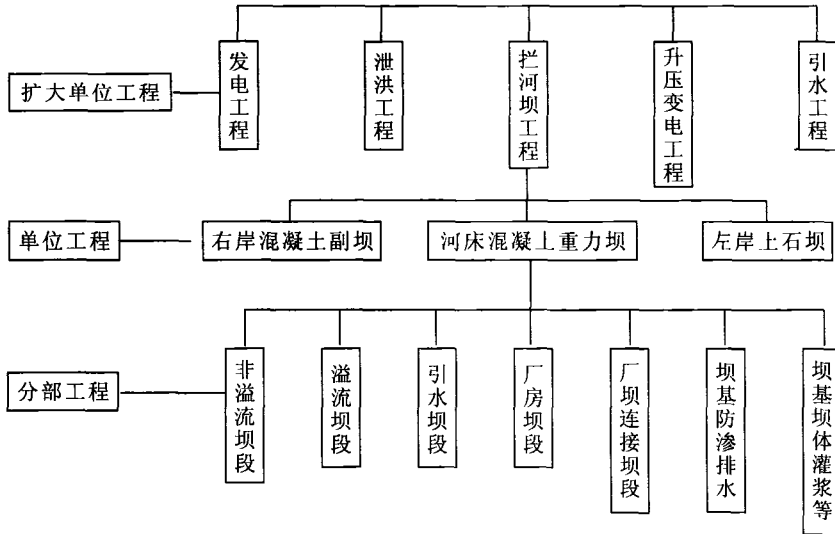 扩大单位工程
发电工程
泄洪工程
拦河坝工程
升压变电工程
引水工程
单位工程
右岸混凝土副坝
河床混凝土重力坝
左岸土石坝
分部工程
非溢流坝段
溢流坝段
引水坝段
厂房坝段
厂坝连接坝段
坝基防渗排水
坝基坝体灌浆等